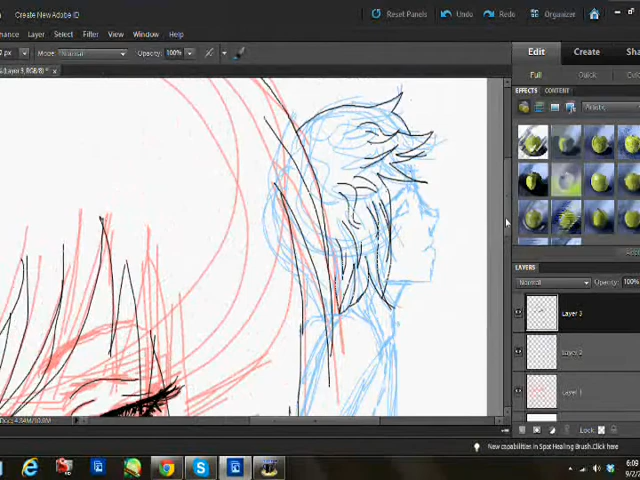 Create New Adobe ID
Reset Panels Undo Redo Organizer
Layer Select Filter View Window Help
Mode: Normal Opacity: 100%
Edit Create
Full Quick
EFFECTS CONTENT
Artistic
LAYERS
Normal Opacity: 100%
Layer 3
Layer 2
Layer 1
Lock:
New capabilities in Spot Healing Brush.Click here
6:09